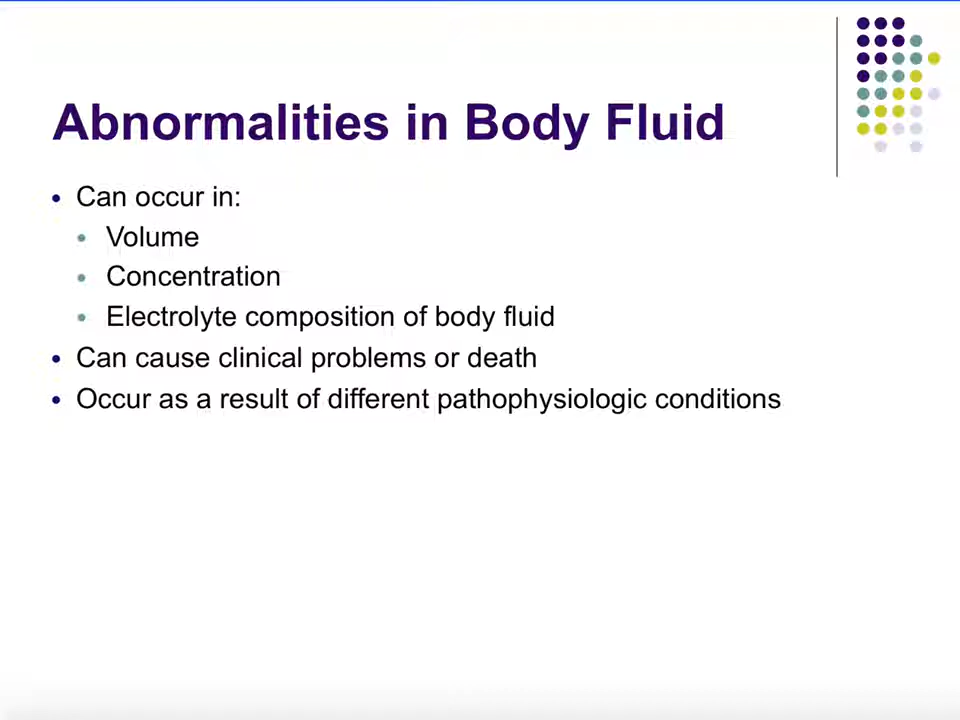 Abnormalities in Body Fluid
• Can occur in:
• Volume
• Concentration
• Electrolyte composition of body fluid
• Can cause clinical problems or death
• Occur as a result of different pathophysiologic conditions